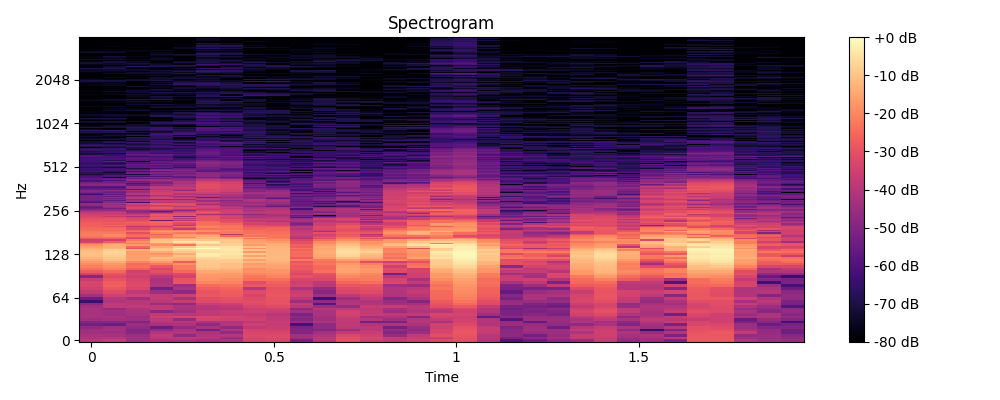 Spectrogram
Hz
2048
1024
512
256
128
64
0
0
0.5
1
1.5
Time
+0 dB
-10 dB
-20 dB
-30 dB
-40 dB
-50 dB
-60 dB
-70 dB
-80 dB